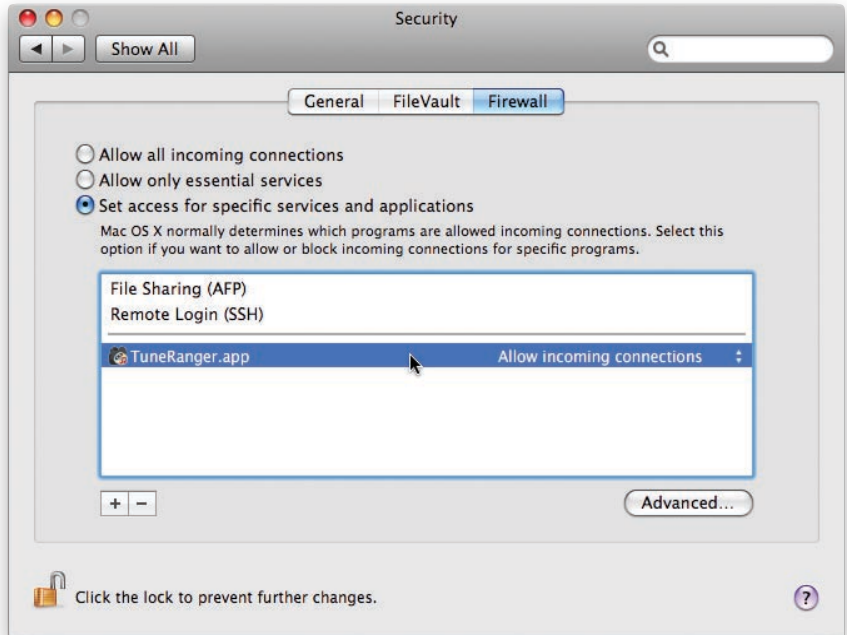 Security
Show All
General FileVault Firewall
Allow all incoming connections
Allow only essential services
Set access for specific services and applications
Mac OS X normally determines which programs are allowed incoming connections. Select this
option if you want to allow or block incoming connections for specific programs.
File Sharing (AFP)
Remote Login (SSH)
TuneRanger.app Allow incoming connections
+ −
Advanced...
Click the lock to prevent further changes.
?